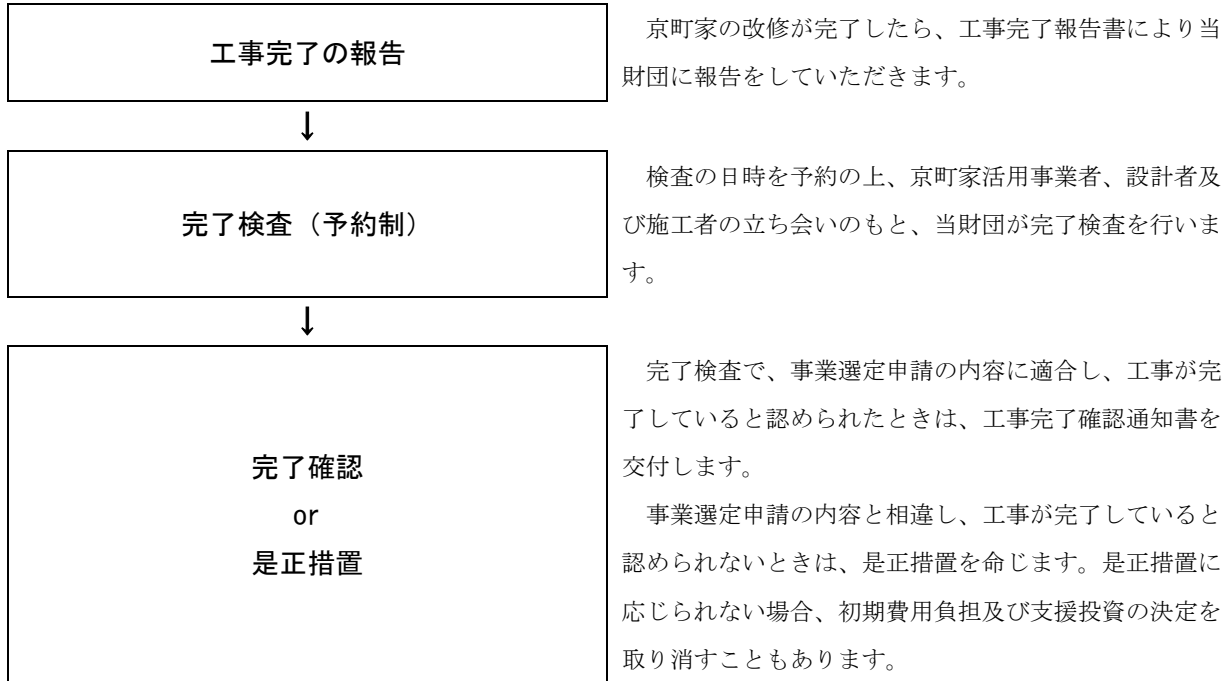 工事完了の報告
京町家の改修が完了したら、工事完了報告書により当
財団に報告をしていただきます。
↓
完了検査（予約制）
検査の日時を予約の上、京町家活用事業者、設計者及
び施工者の立ち会いのもと、当財団が完了検査を行いま
す。
↓
完了確認
or
是正措置
完了検査で、事業選定申請の内容に適合し、工事が完
了していると認められたときは、工事完了確認通知書を
交付します。
事業選定申請の内容と相違し、工事が完了していると
認められないときは、是正措置を命じます。是正措置に
応じられない場合、初期費用負担及び支援投資の決定を
取り消すこともあります。